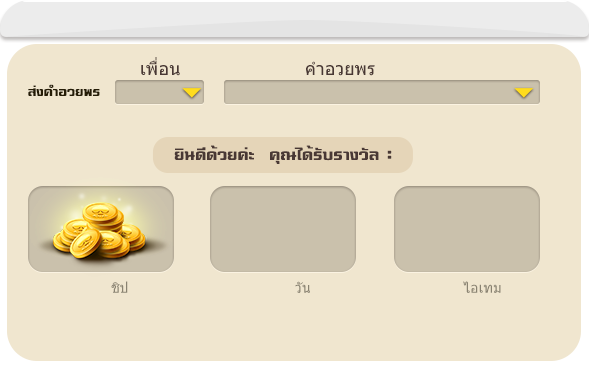 เพื่อน คำอวยพร
ส่งคำอวยพร
ยินดีด้วยค่ะ คุณได้รับรางวัล :
ชิป วัน ไอเทม